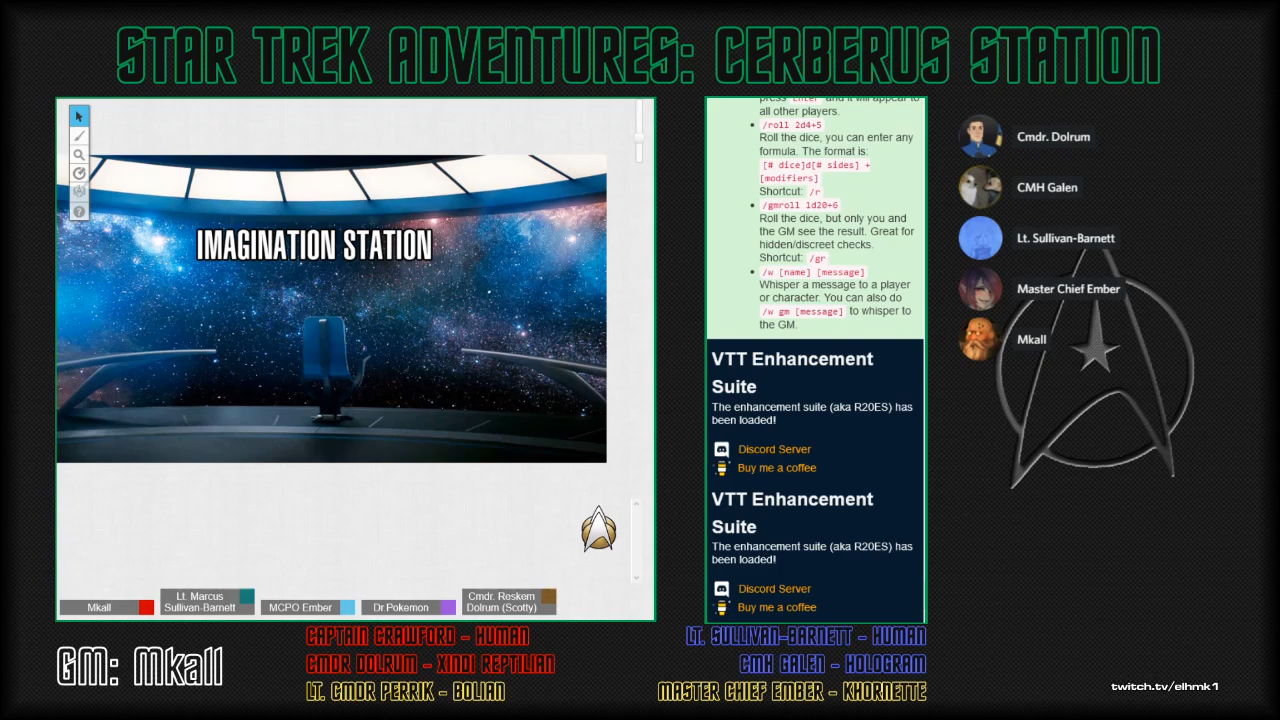 STAR TREK ADVENTURES: CERBERUS STATION
IMAGINATION STATION
press Enter and it will appear to
all other players.
• /roll 2d4+5
Roll the dice, you can enter any
formula. The format is:
[# dice]d[# sides] +
[modifiers]
Shortcut: /r
• /gmroll 1d20+6
Roll the dice, but only you and
the GM see the result. Great for
hidden/discreet checks.
Shortcut: /gr
• /w [name] [message]
Whisper a message to a player
or character. You can also do
/w gm [message] to whisper to
the GM.
VTT Enhancement
Suite
The enhancement suite (aka R20ES) has
been loaded!
Discord Server
Buy me a coffee
VTT Enhancement
Suite
The enhancement suite (aka R20ES) has
been loaded!
Discord Server
Buy me a coffee
Cmdr. Dolrum
CMH Galen
Lt. Sullivan-Barnett
Master Chief Ember
Mkall
Mkall
Lt. Marcus
Sullivan-Barnett
MCPO Ember
Dr Pokemon
Cmdr. Roskem
Dolrum (Scotty)
GM: Mkall
CAPTAIN CRAWFORD - HUMAN
CMDR DOLRUM - XINDI REPTILIAN
LT. CMDR PERRIK - BOLIAN
LT. SULLIVAN-BARNETT - HUMAN
CMH GALEN - HOLOGRAM
MASTER CHIEF EMBER - KHORNETTE
twitch.tv/elhmk1